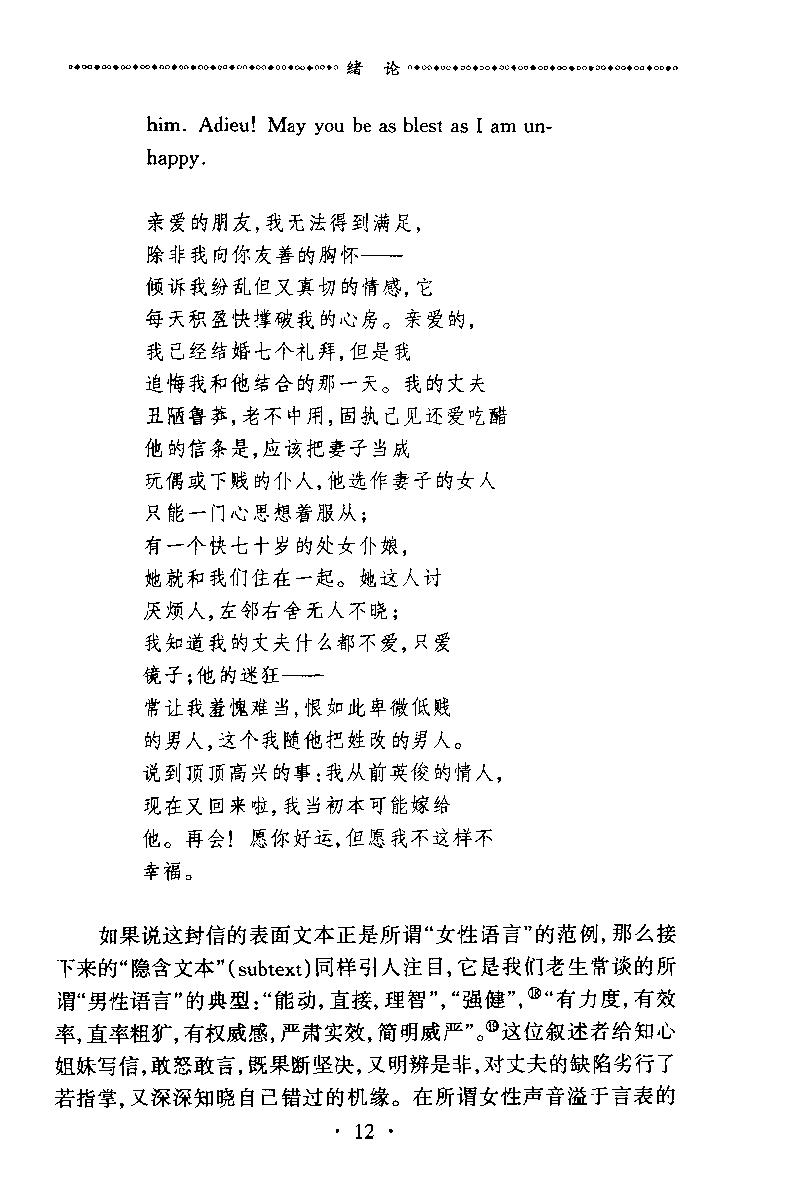 绪 论
him. Adieu! May you be as blest as I am un-
happy.
亲爱的朋友,我无法得到满足,
除非我向你友善的胸怀——
倾诉我纷乱但又真切的情感,它
每天积盈快撑破我的心房。亲爱的,
我已经结婚七个礼拜,但是我
追悔我和他结合的那一天。我的丈夫
丑陋鲁莽,老不中用,固执己见还爱吃醋
他的信条是,应该把妻子当成
玩偶或下贱的仆人,他选作妻子的女人
只能一门心思想着服从;
有一个快七十岁的处女仆娘,
她就和我们住在一起。她这人讨
厌烦人,左邻右舍无人不晓;
我知道我的丈夫什么都不爱,只爱
镜子;他的迷狂——
常让我羞愧难当,恨如此卑微低贱
的男人,这个我随他把姓改的男人。
说到顶顶高兴的事:我从前英俊的情人,
现在又回来啦,我当初本可能嫁给
他。再会! 愿你好运,但愿我不这样不
幸福。
如果说这封信的表面文本正是所谓“女性语言”的范例,那么接
下来的“隐含文本”(subtext)同样引人注目,它是我们老生常谈的所
谓“男性语言”的典型:“能动,直接,理智”,“强健”,⑱“有力度,有效
率,直率粗犷,有权威感,严肃实效,简明威严”。⑲这位叙述者给知心
姐妹写信,敢怒敢言,既果断坚决,又明辨是非,对丈夫的缺陷劣行了
若指掌,又深深知晓自己错过的机缘。在所谓女性声音溢于言表的
· 12 ·